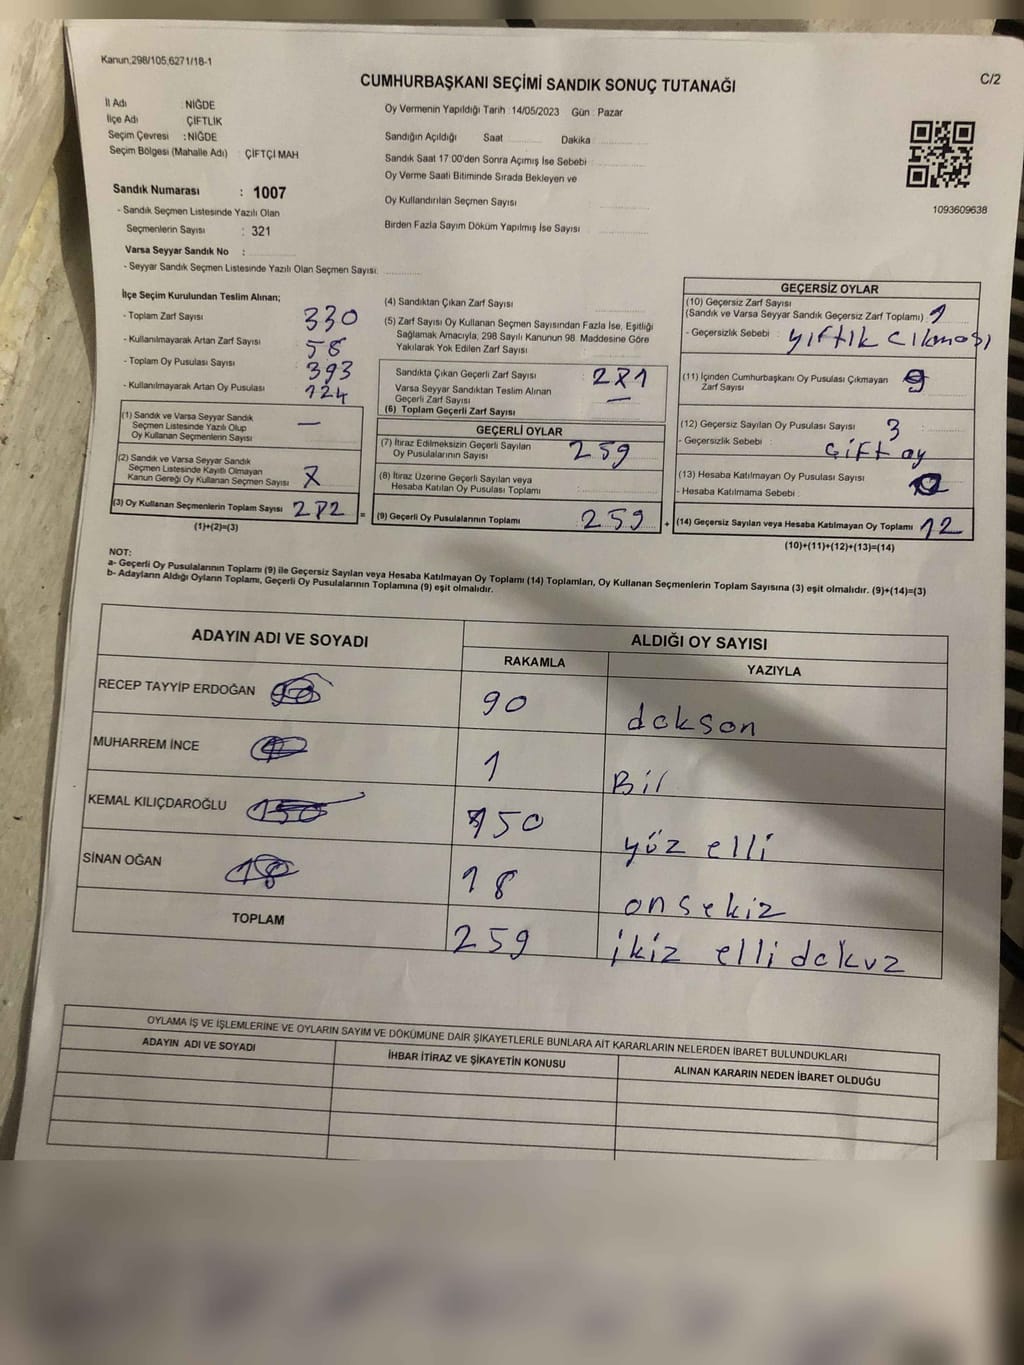 Kanun,298/105,6271/18-1
CUMHURBAŞKANI SEÇİMİ SANDIK SONUÇ TUTANAĞI
C/2
İl Adı : NİĞDE
İlçe Adı : ÇİFTLİK
Seçim Çevresi : NİĞDE
Seçim Bölgesi (Mahalle Adı) : ÇİFTÇİ MAH
Sandık Numarası : 1007
- Sandık Seçmen Listesinde Yazılı Olan
Seçmenlerin Sayısı : 321
Varsa Seyyar Sandık No :
- Seyyar Sandık Seçmen Listesinde Yazılı Olan Seçmen Sayısı:
Oy Vermenin Yapıldığı Tarih : 14/05/2023 Gün : Pazar
Sandığın Açıldığı Saat Dakika :
Sandık Saat 17:00'den Sonra Açımış İse Sebebi :
Oy Verme Saati Bitiminde Sırada Bekleyen ve
Oy Kullandırılan Seçmen Sayısı :
Birden Fazla Sayım Döküm Yapılmış İse Sayısı :
1093609638
İlçe Seçim Kurulundan Teslim Alınan;
- Toplam Zarf Sayısı : 330
- Kullanılmayarak Artan Zarf Sayısı : 58
- Toplam Oy Pusulası Sayısı : 393
- Kullanılmayarak Artan Oy Pusulası : 124
(1) Sandık ve Varsa Seyyar Sandık
Seçmen Listesinde Yazılı Olup
Oy Kullanan Seçmenlerin Sayısı : —
(2) Sandık ve Varsa Seyyar Sandık
Seçmen Listesinde Kayıtlı Olmayan
Kanun Gereği Oy Kullanan Seçmen Sayısı :
(3) Oy Kullanan Seçmenlerin Toplam Sayısı : 272 =
(1)+(2)=(3)
(4) Sandıktan Çıkan Zarf Sayısı :
(5) Zarf Sayısı Oy Kullanan Seçmen Sayısından Fazla İse, Eşitliği
Sağlamak Amacıyla, 298 Sayılı Kanunun 98. Maddesine Göre
Yakılarak Yok Edilen Zarf Sayısı :
Sandıkta Çıkan Geçerli Zarf Sayısı : 271
Varsa Seyyar Sandıktan Teslim Alınan
Geçerli Zarf Sayısı : —
(6) Toplam Geçerli Zarf Sayısı
GEÇERLİ OYLAR
(7) İtiraz Edilmeksizin Geçerli Sayılan
Oy Pusulalarının Sayısı : 259
(8) İtiraz Üzerine Geçerli Sayılan veya
Hesaba Katılan Oy Pusulası Toplamı :
(9) Geçerli Oy Pusulalarının Toplamı : 259 +
GEÇERSİZ OYLAR
(10) Geçersiz Zarf Sayısı
(Sandık ve Varsa Seyyar Sandık Geçersiz Zarf Toplamı) : 1
- Geçersizlik Sebebi : yıftık cıkması
(11) İçinden Cumhurbaşkanı Oy Pusulası Çıkmayan
Zarf Sayısı :
(12) Geçersiz Sayılan Oy Pusulası Sayısı : 3
- Geçersizlik Sebebi : Çift oy
(13) Hesaba Katılmayan Oy Pusulası Sayısı :
- Hesaba Katılmama Sebebi :
(14) Geçersiz Sayılan veya Hesaba Katılmayan Oy Toplamı : 12
(10)+(11)+(12)+(13)=(14)
NOT:
a- Geçerli Oy Pusulalarının Toplamı (9) ile Geçersiz Sayılan veya Hesaba Katılmayan Oy Toplamı (14) Toplamları, Oy Kullanan Seçmenlerin Toplam Sayısına (3) eşit olmalıdır. (9)+(14)=(3)
b- Adayların Aldığı Oyların Toplamı, Geçerli Oy Pusulalarının Toplamına (9) eşit olmalıdır.
ADAYIN ADI VE SOYADI ALDIĞI OY SAYISI
RAKAMLA YAZIYLA
RECEP TAYYİP ERDOĞAN 90 dokson
MUHARREM İNCE 1 Bir
KEMAL KILIÇDAROĞLU 150 150 yöz elli
SİNAN OĞAN 18 18 onsekiz
TOPLAM 259 ikiz elli dokuz
OYLAMA İŞ VE İŞLEMLERİNE VE OYLARIN SAYIM VE DÖKÜMÜNE DAİR ŞİKAYETLERLE BUNLARA AİT KARARLARIN NELERDEN İBARET BULUNDUKLARI
ADAYIN ADI VE SOYADI İHBAR İTİRAZ VE ŞİKAYETİN KONUSU ALINAN KARARIN NEDEN İBARET OLDUĞU